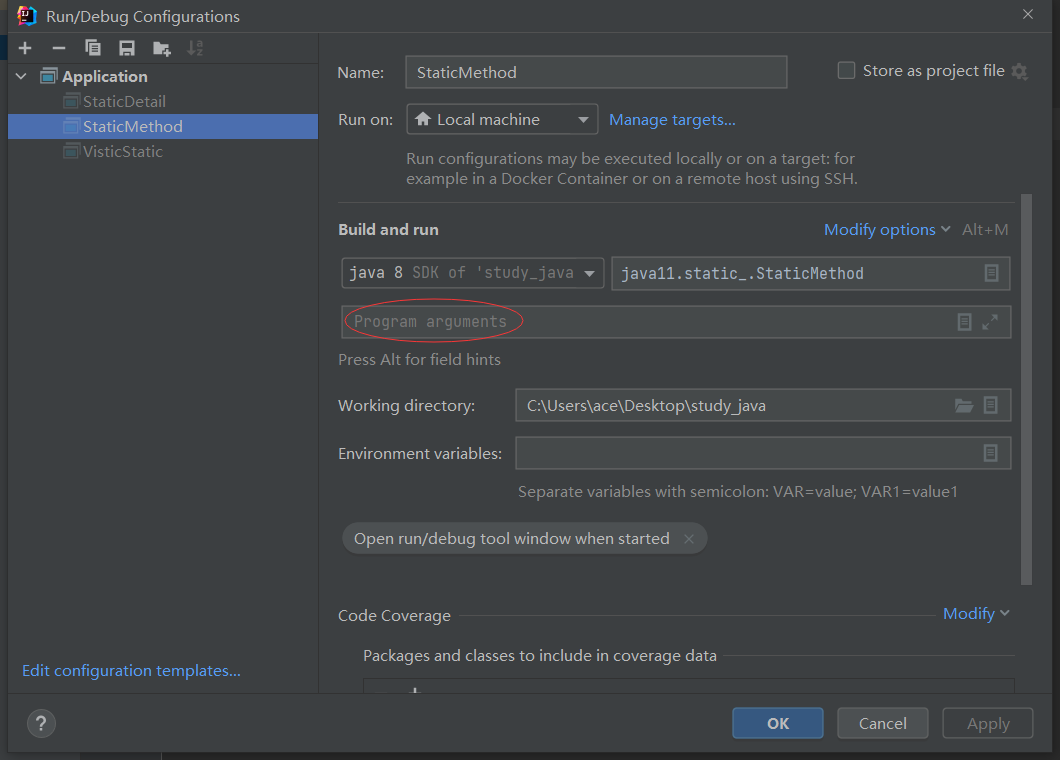 Run/Debug Configurations
Application
StaticDetail
StaticMethod
VisticStatic
Edit configuration templates...
Name: StaticMethod Store as project file
Run on: Local machine Manage targets...
Run configurations may be executed locally or on a target: for
example in a Docker Container or on a remote host using SSH.
Build and run Modify options Alt+M
java 8 SDK of 'study_java java11.static_.StaticMethod
Program arguments
Press Alt for field hints
Working directory: C:\Users\ace\Desktop\study_java
Environment variables:
Separate variables with semicolon: VAR=value; VAR1=value1
Open run/debug tool window when started
Code Coverage Modify
Packages and classes to include in coverage data
? OK Cancel Apply